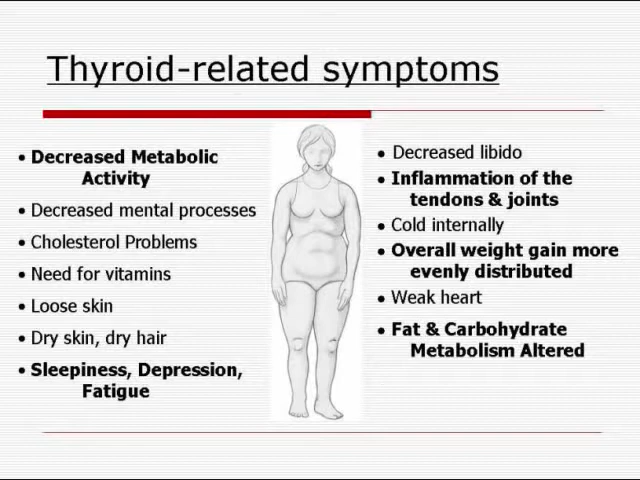 Thyroid-related symptoms
• Decreased Metabolic
Activity
• Decreased mental processes
• Cholesterol Problems
• Need for vitamins
• Loose skin
• Dry skin, dry hair
• Sleepiness, Depression,
Fatigue
• Decreased libido
• Inflammation of the
tendons & joints
• Cold internally
• Overall weight gain more
evenly distributed
• Weak heart
• Fat & Carbohydrate
Metabolism Altered